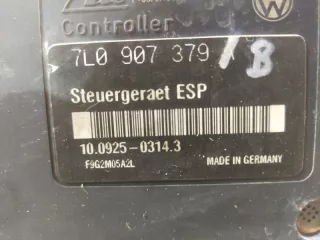 Controller
7L0 907 379 / B
Steuergeraet ESP
10.0925-0314.3
F9G2M05A2L
MADE IN GERMANY